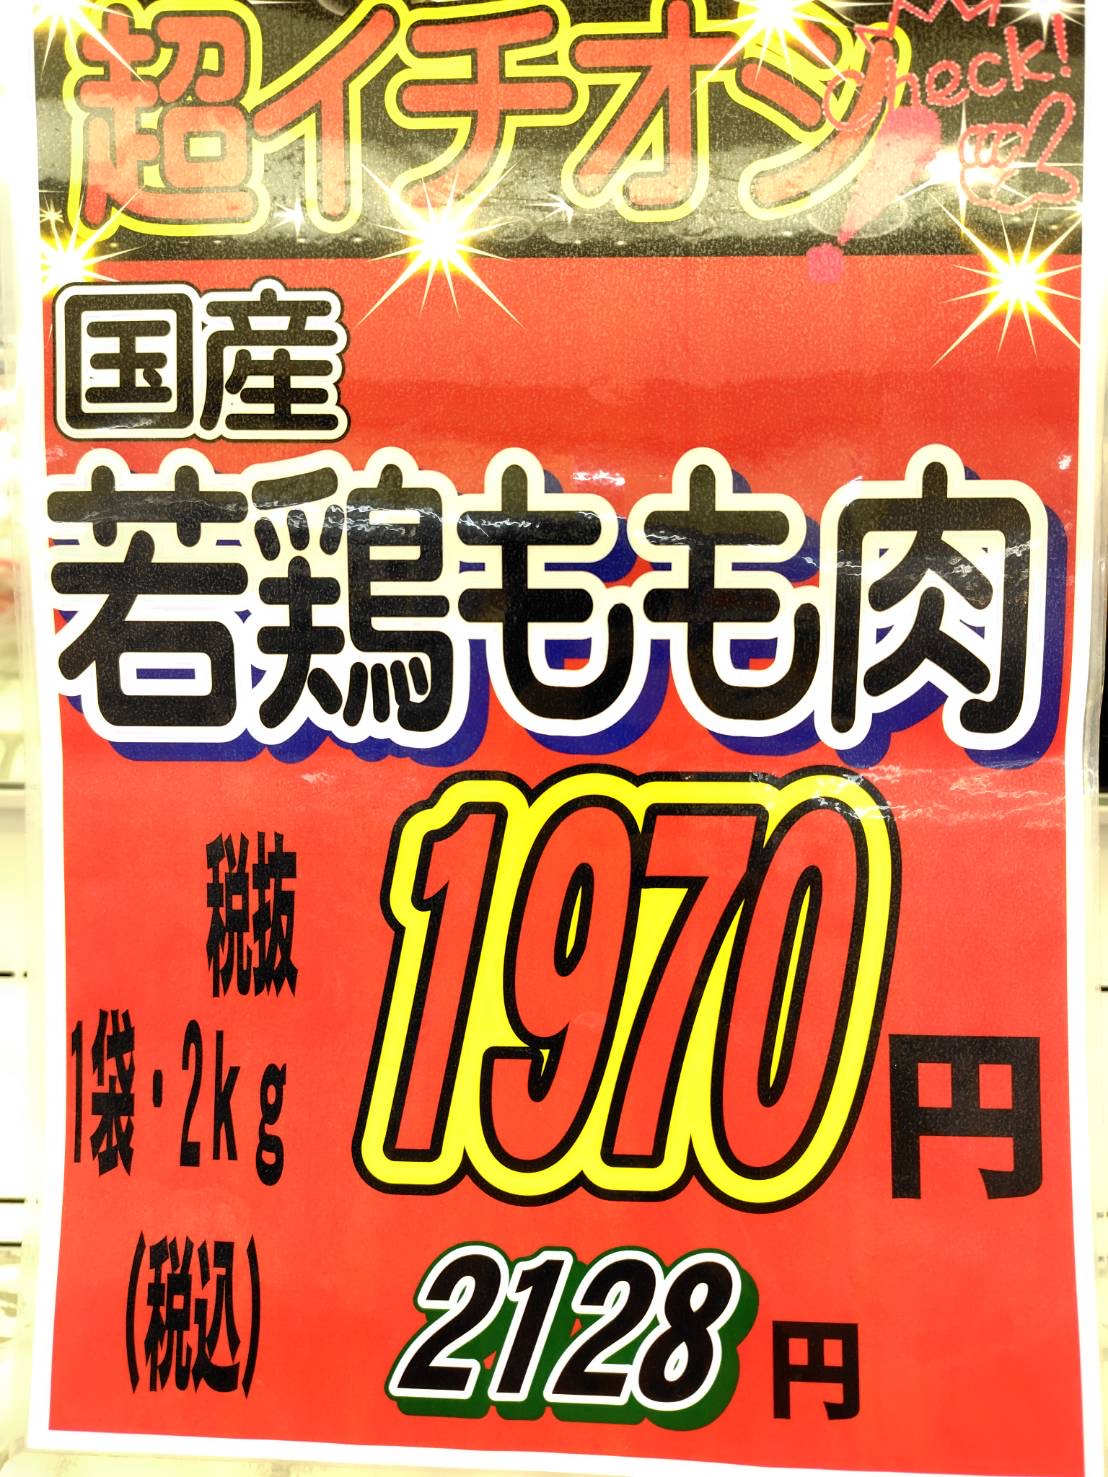 超イチオシ
check!
国産
若鶏もも肉
税抜
1袋・2kg
1970円
(税込)
2128円